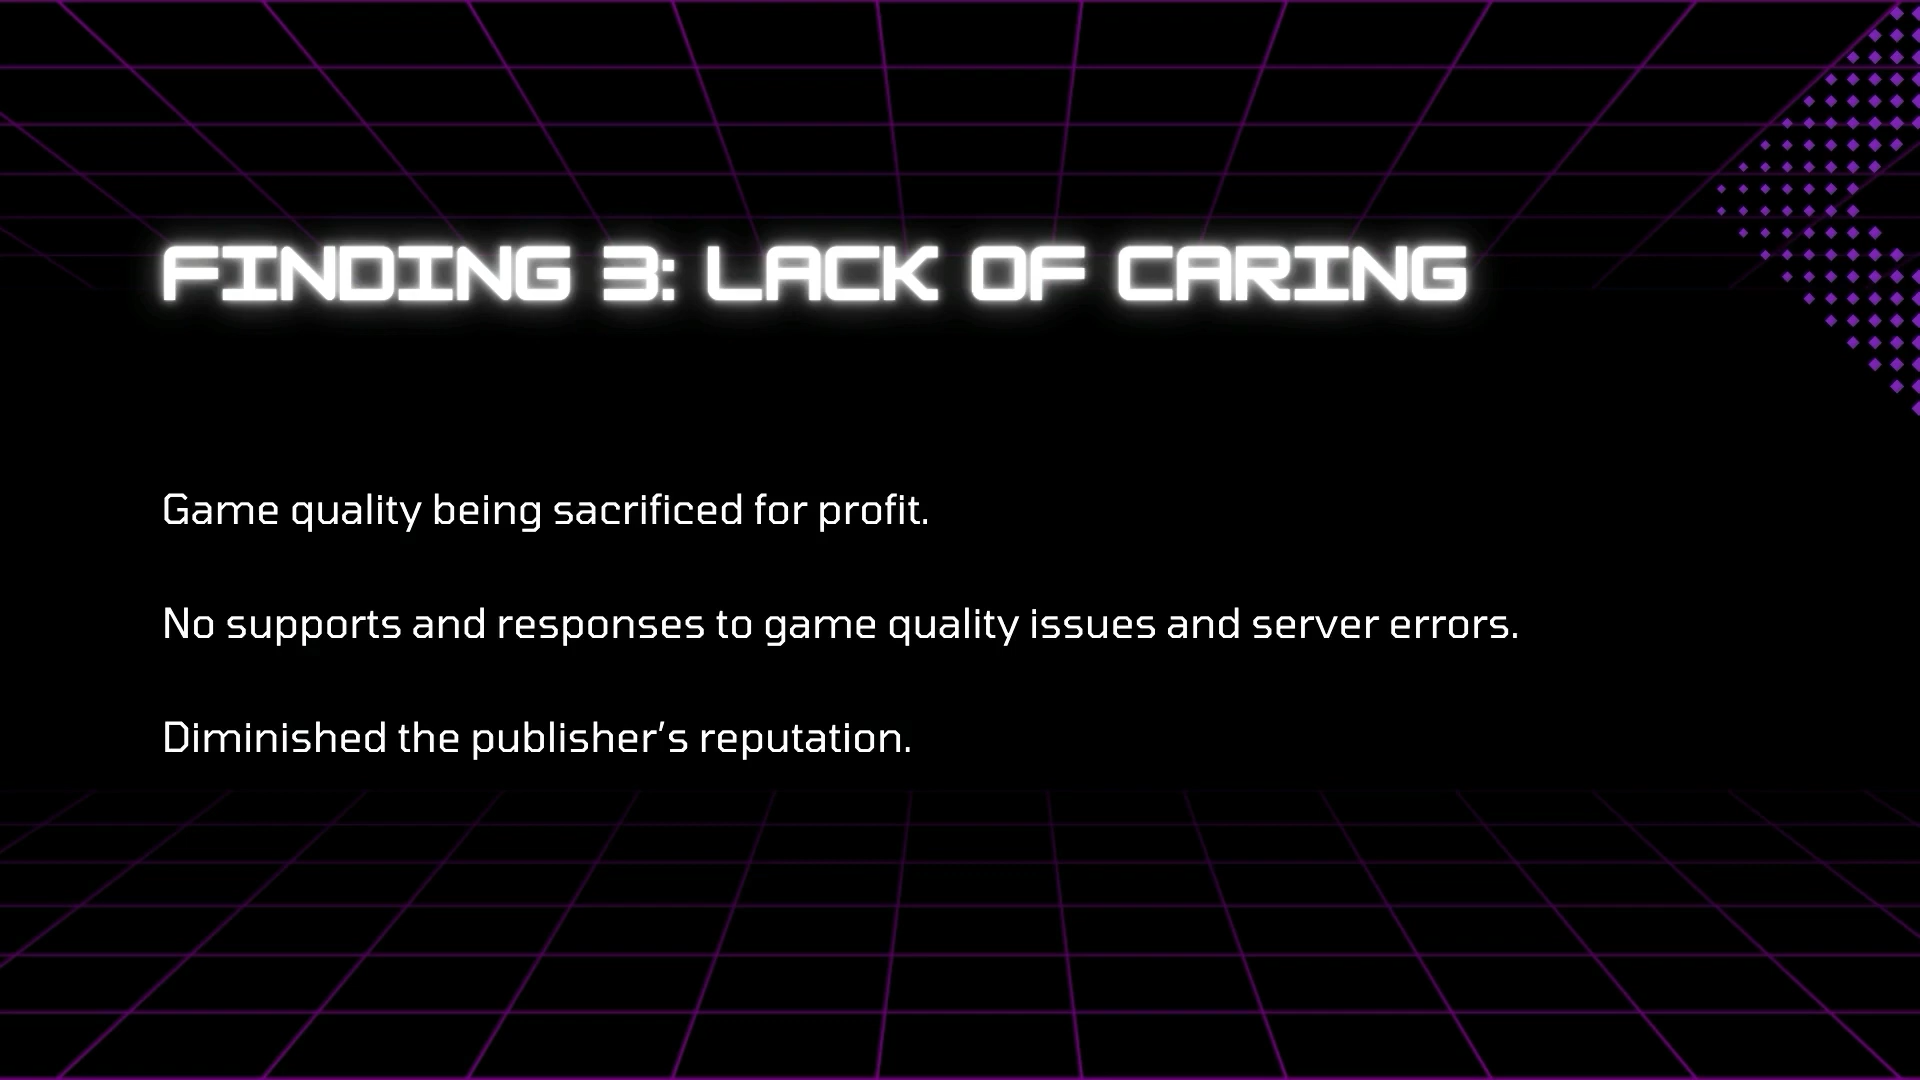 FINDING 3: LACK OF CARING
Game quality being sacrificed for profit.
No supports and responses to game quality issues and server errors.
Diminished the publisher’s reputation.